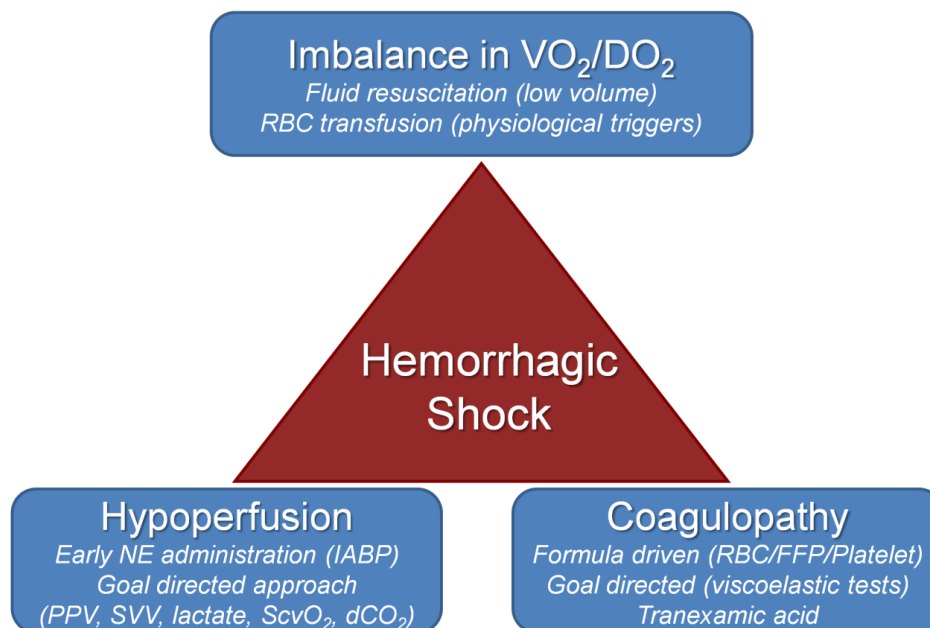 Imbalance in VO₂/DO₂
Fluid resuscitation (low volume)
RBC transfusion (physiological triggers)
Hemorrhagic
Shock
Hypoperfusion
Early NE administration (IABP)
Goal directed approach
(PPV, SVV, lactate, ScvO₂, dCO₂)
Coagulopathy
Formula driven (RBC/FFP/Platelet)
Goal directed (viscoelastic tests)
Tranexamic acid